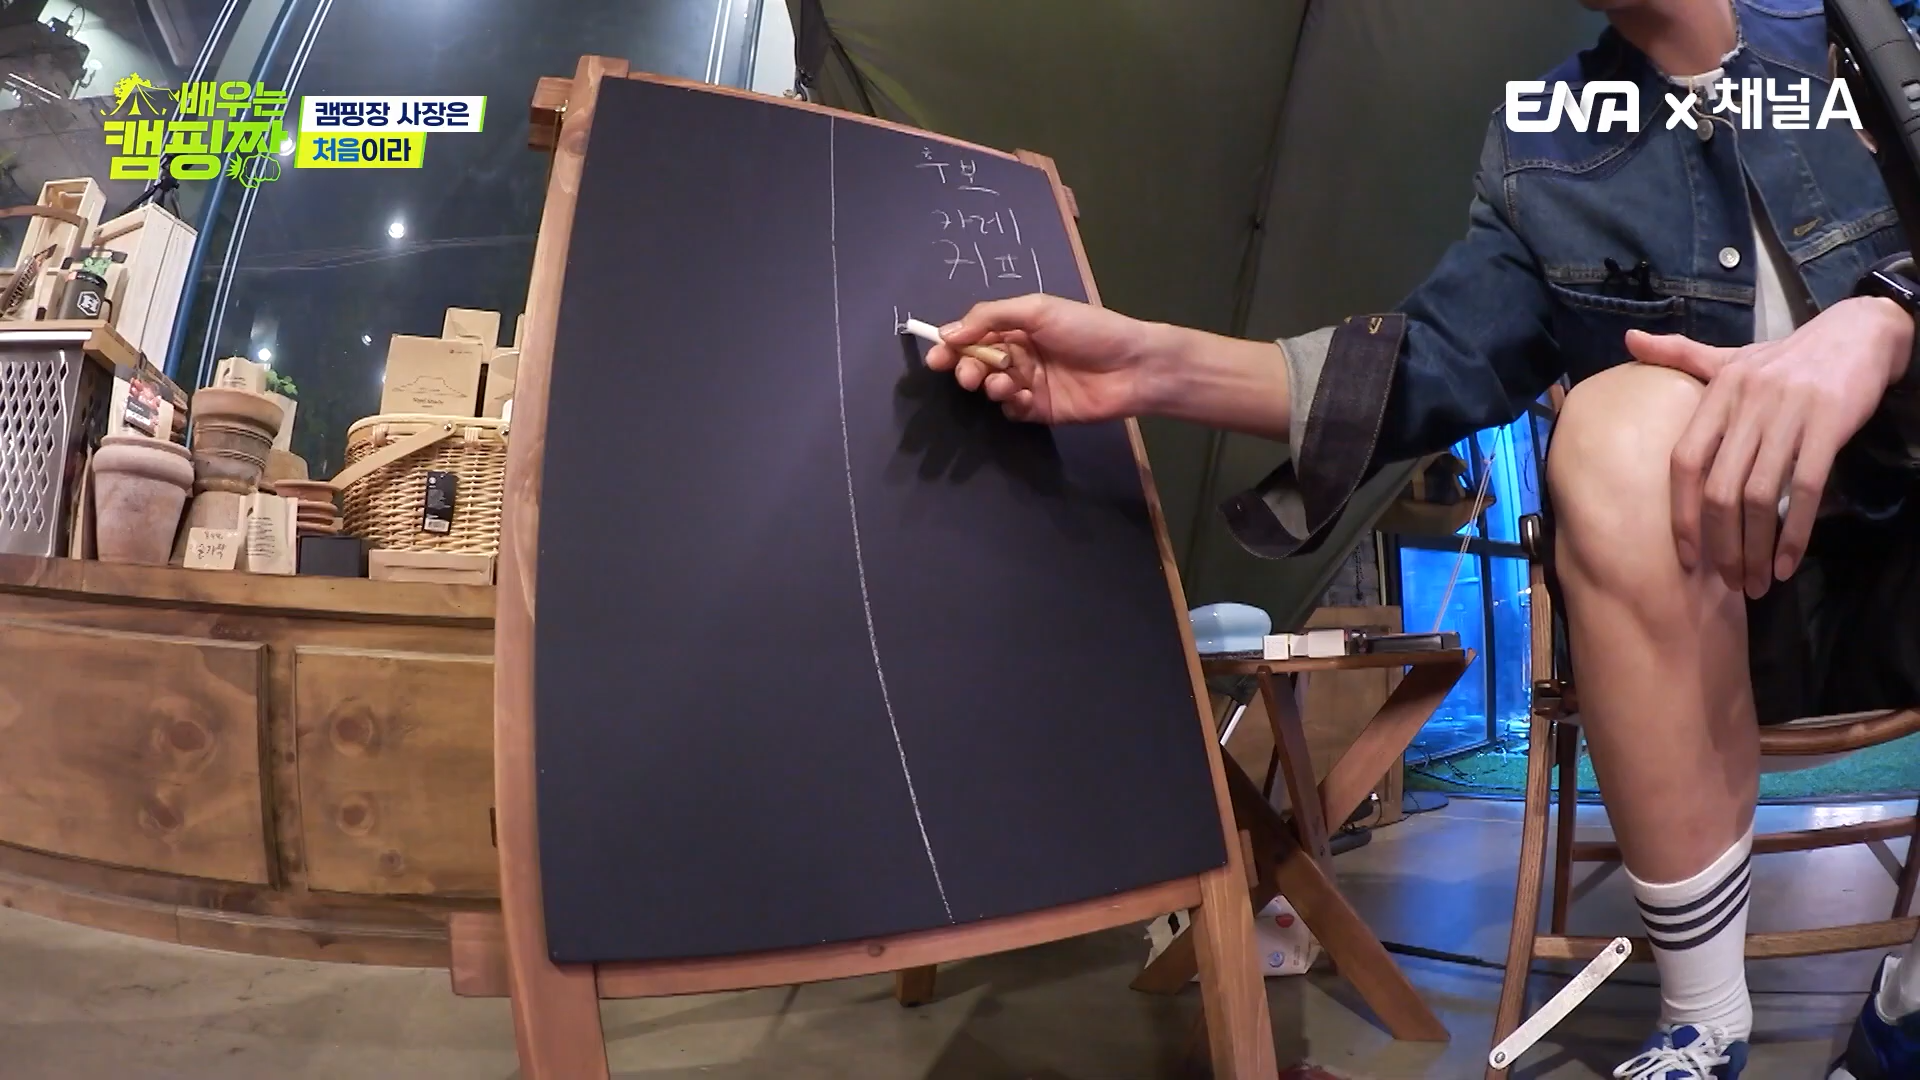 배우는
캠핑짱
캠핑장 사장은
처음이라
ENA x 채널A
후보
카레
커피